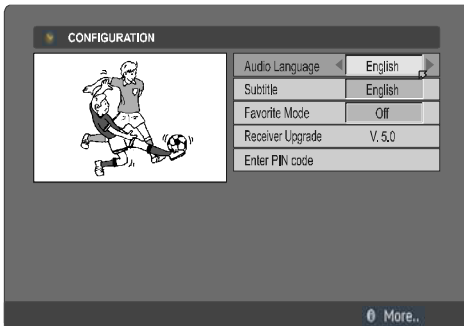 CONFIGURATION
Audio Language English
Subtitle English
Favorite Mode Off
Receiver Upgrade V. 5.0
Enter PIN code
More..